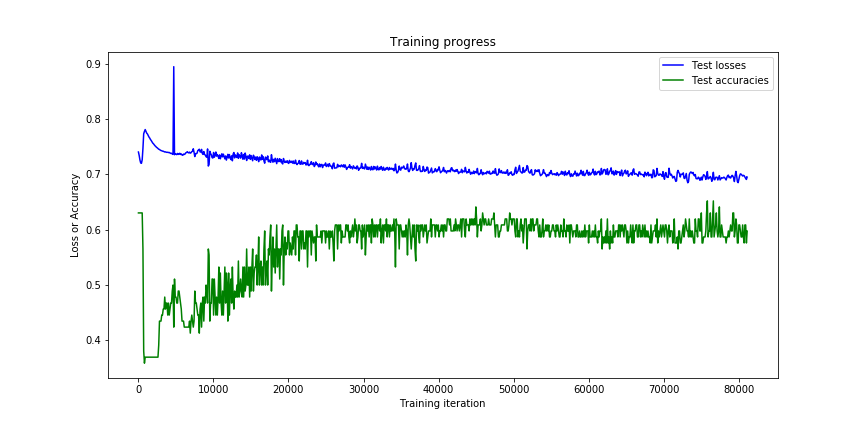 Training progress
0.9
0.8
0.7
0.6
0.5
0.4
Loss or Accuracy
Test losses
Test accuracies
0 10000 20000 30000 40000 50000 60000 70000 80000
Training iteration